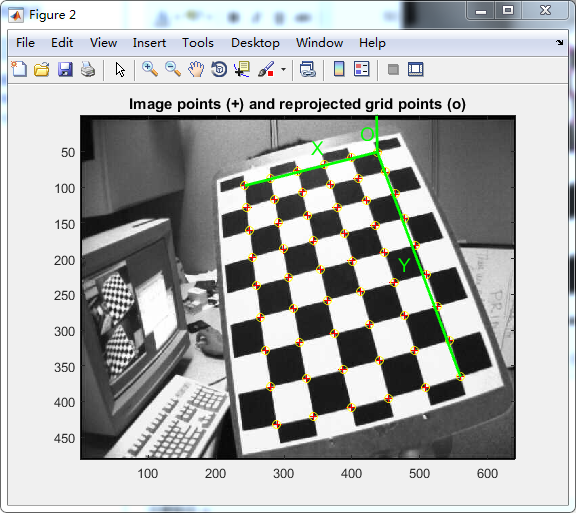 Figure 2
File Edit View Insert Tools Desktop Window Help
Image points (+) and reprojected grid points (o)
O
X
Y
50
100
150
200
250
300
350
400
450
100 200 300 400 500 600